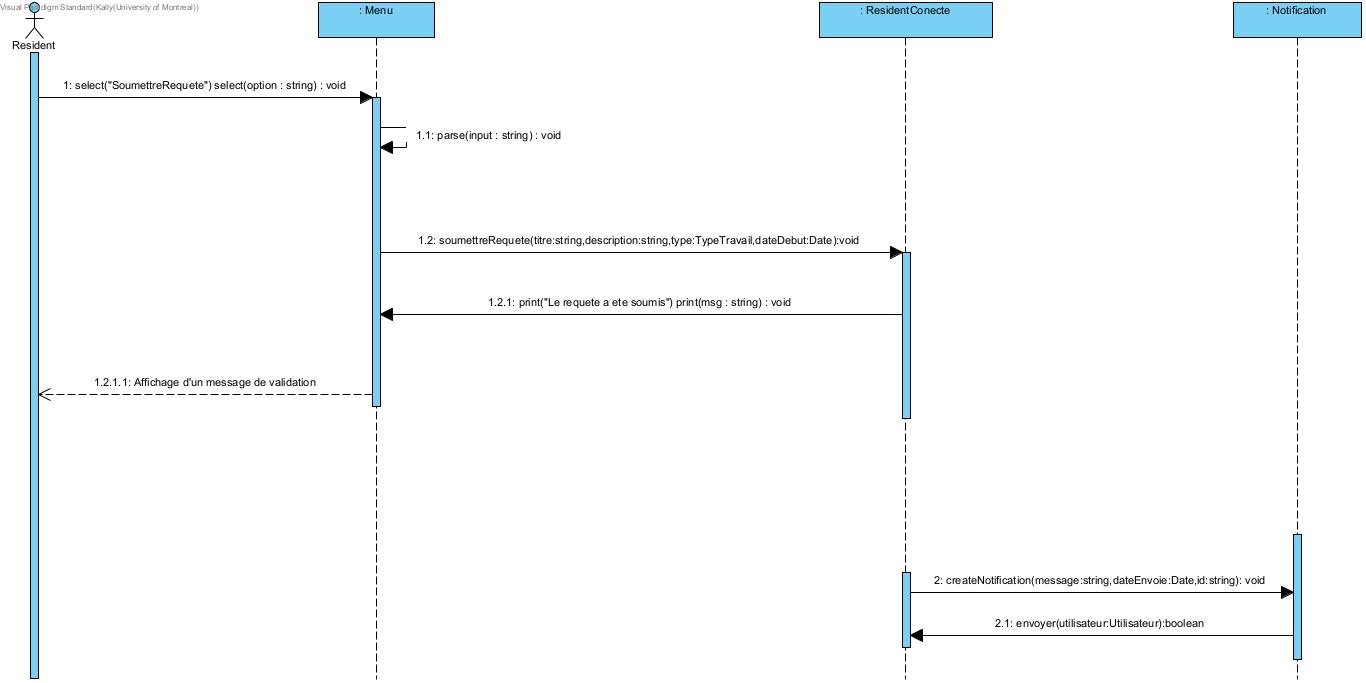 Visual Paradigm Standard(Kally(University of Montreal))
: Menu
: ResidentConecte
: Notification
Resident
1: select("SoumettreRequete") select(option : string) : void
1.1: parse(input : string) : void
1.2: soumettreRequete(titre:string,description:string,type:TypeTravail,dateDebut:Date):void
1.2.1: print("Le requete a ete soumis") print(msg : string) : void
1.2.1.1: Affichage d'un message de validation
2: createNotification(message:string,dateEnvoie:Date,id:string): void
2.1: envoyer(utilisateur:Utilisateur):boolean